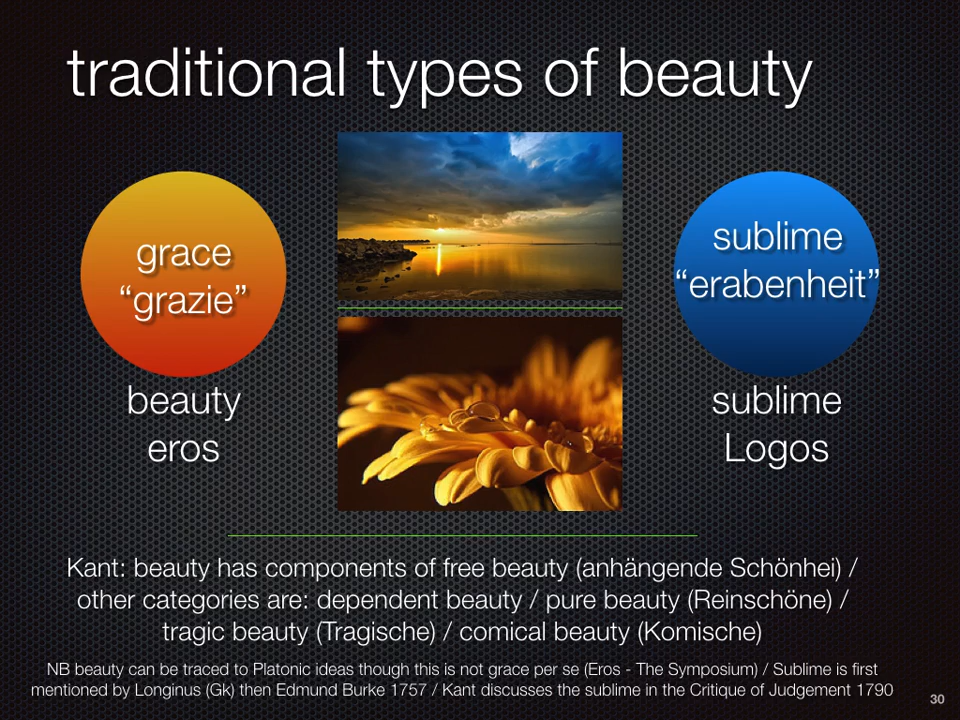 traditional types of beauty
grace
“grazie”
beauty
eros
sublime
“erabenheit”
sublime
Logos
Kant: beauty has components of free beauty (anhängende Schönhei) /
other categories are: dependent beauty / pure beauty (Reinschöne) /
tragic beauty (Tragische) / comical beauty (Komische)
NB beauty can be traced to Platonic ideas though this is not grace per se (Eros - The Symposium) / Sublime is first
mentioned by Longinus (Gk) then Edmund Burke 1757 / Kant discusses the sublime in the Critique of Judgement 1790
30